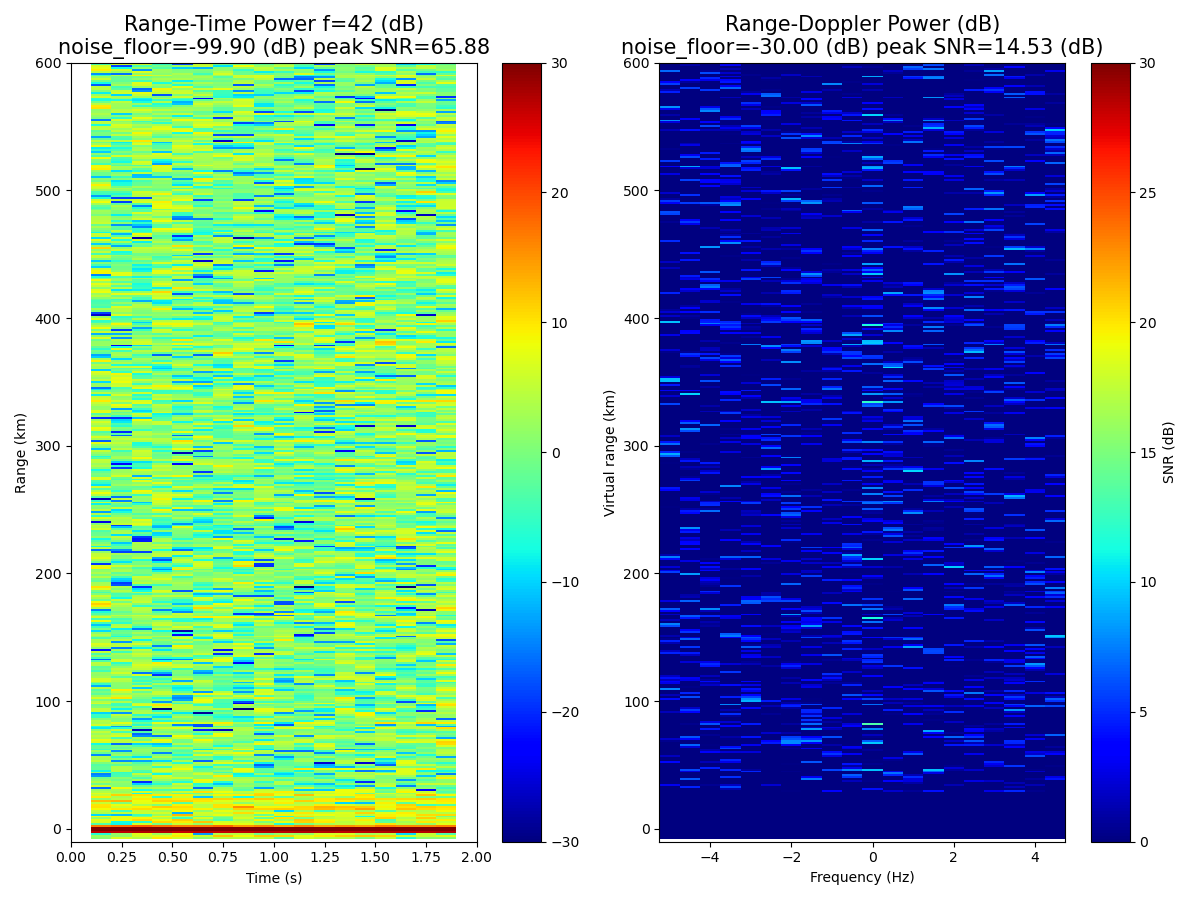 Range-Time Power f=42 (dB)
noise_floor=-99.90 (dB) peak SNR=65.88
Range (km)
600
500
400
300
200
100
0
0.00 0.25 0.50 0.75 1.00 1.25 1.50 1.75 2.00
Time (s)
30
20
10
0
−10
−20
−30
Range-Doppler Power (dB)
noise_floor=-30.00 (dB) peak SNR=14.53 (dB)
Virtual range (km)
600
500
400
300
200
100
0
−4 −2 0 2 4
Frequency (Hz)
30
25
20
15
10
5
0
SNR (dB)